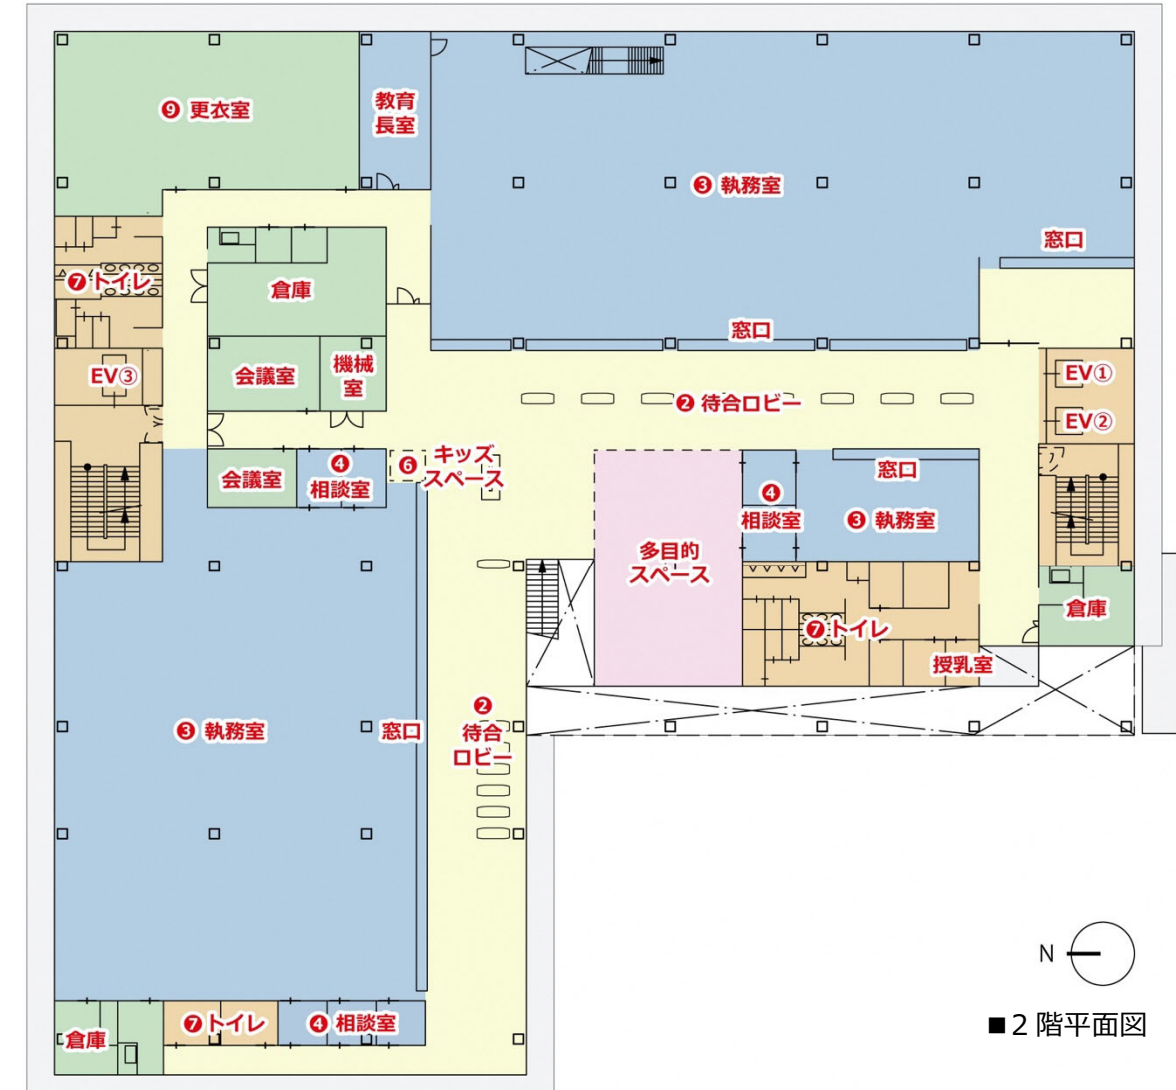 ❾ 更衣室
教育
長室
❸ 執務室
窓口
❼トイレ
倉庫
窓口
会議室
機械
室
EV③
EV①
EV②
❷ 待合ロビー
❻ キッズ
スペース
会議室
❹
相談室
窓口
❹
相談室
❸ 執務室
多目的
スペース
倉庫
❼トイレ
授乳室
❸ 執務室
窓口
❷
待合
ロビー
N
倉庫
❼トイレ
❹ 相談室
■2 階平面図